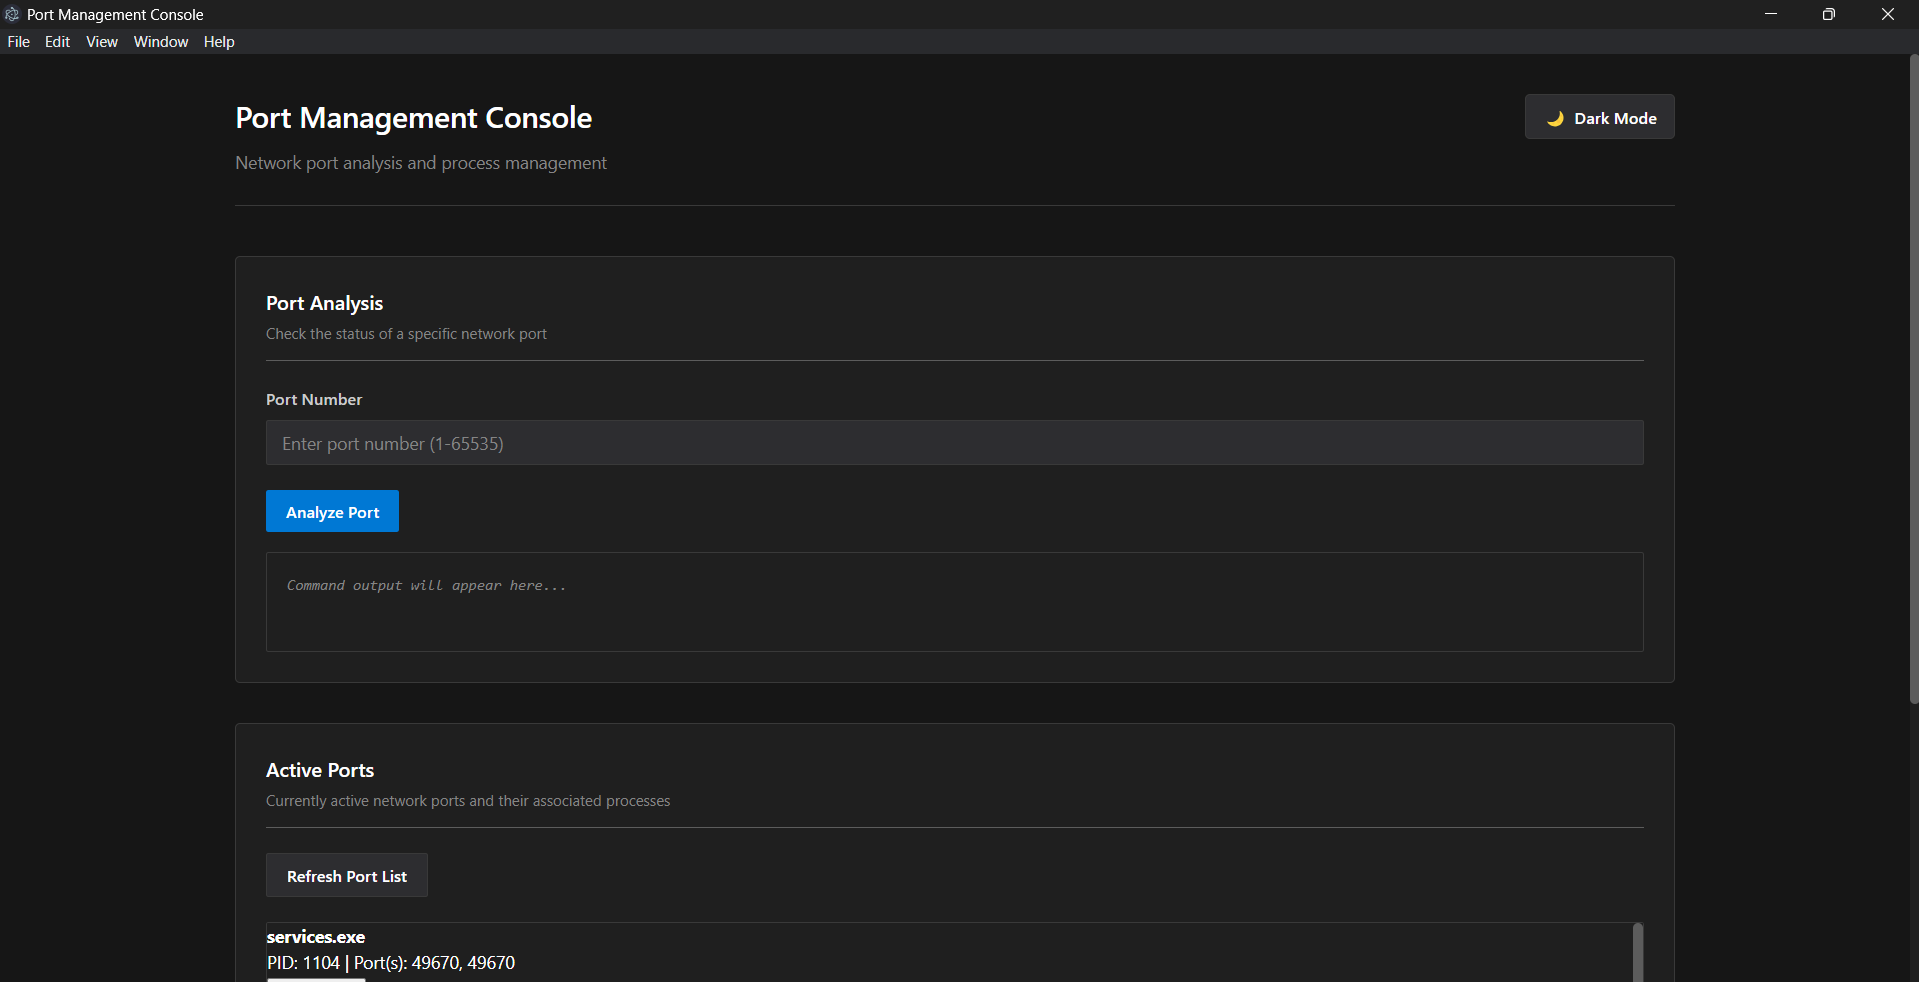 Port Management Console
File Edit View Window Help
Port Management Console
🌙 Dark Mode
Network port analysis and process management
Port Analysis
Check the status of a specific network port
Port Number
Enter port number (1-65535)
Analyze Port
Command output will appear here...
Active Ports
Currently active network ports and their associated processes
Refresh Port List
services.exe
PID: 1104 | Port(s): 49670, 49670